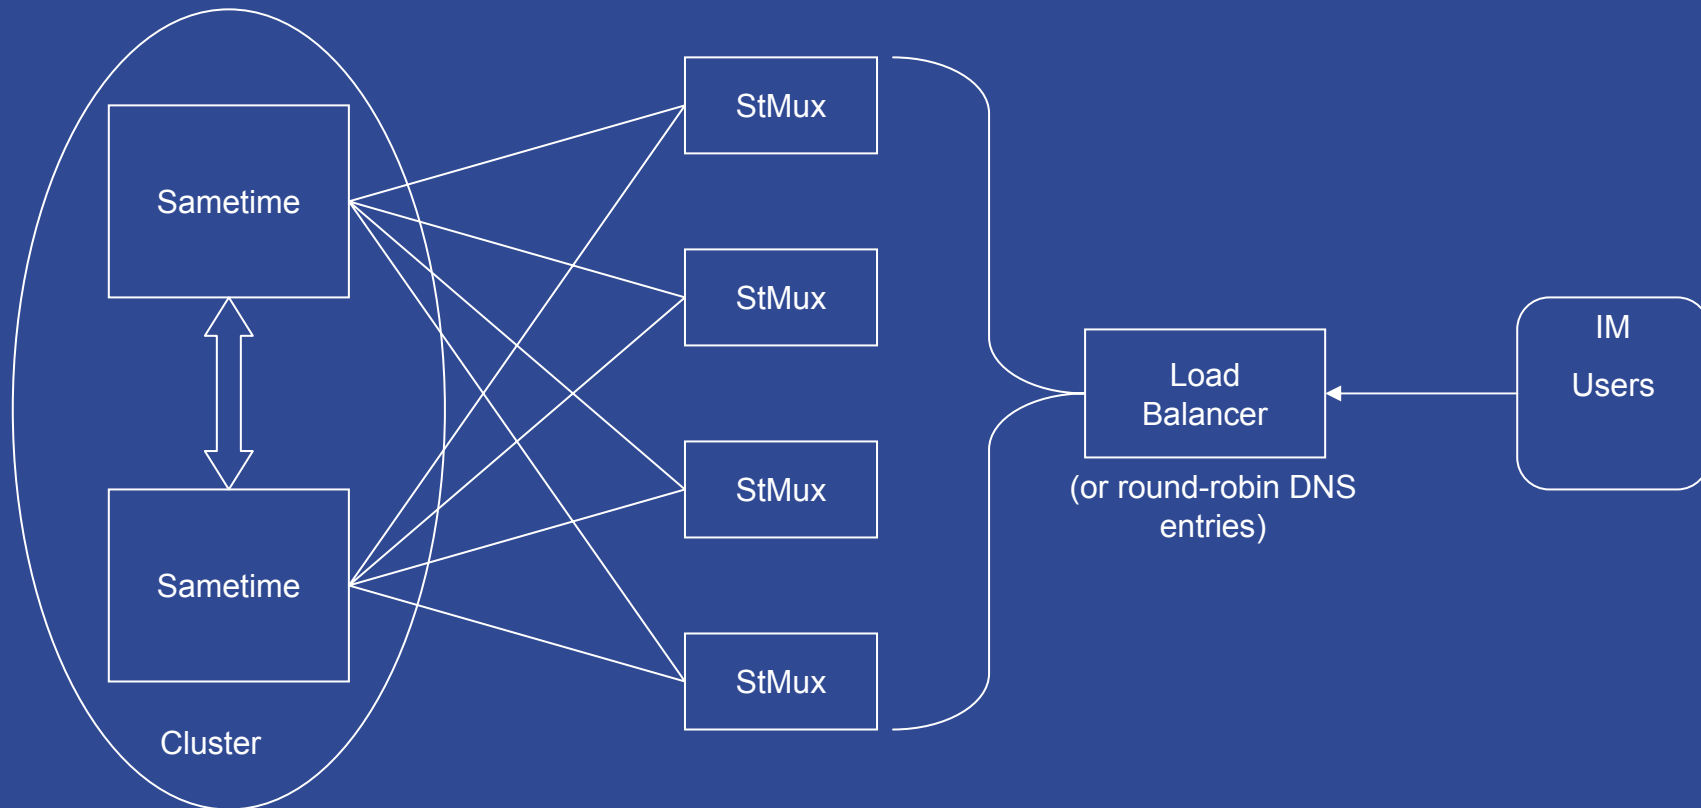 Sametime
Sametime
Cluster
StMux
StMux
StMux
StMux
Load
Balancer
(or round-robin DNS
entries)
IM
Users